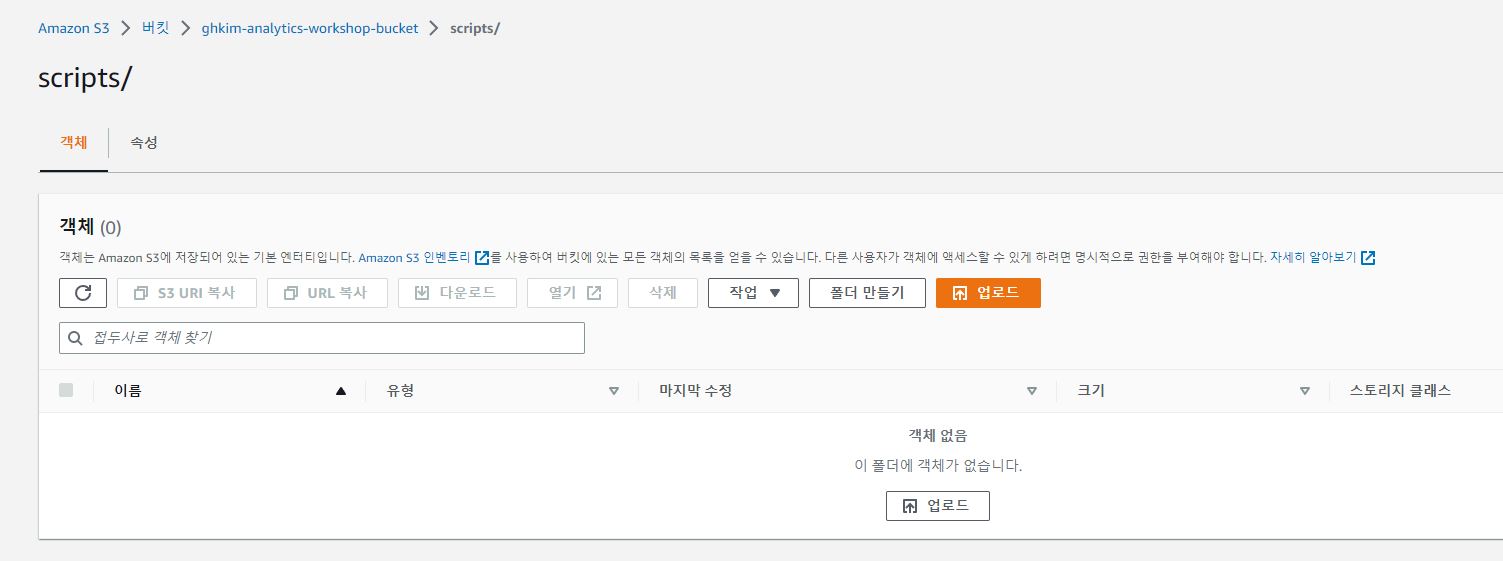 Amazon S3 > 버킷 > ghkim-analytics-workshop-bucket > scripts/
scripts/
객체 속성
객체 (0)
객체는 Amazon S3에 저장되어 있는 기본 엔터티입니다. Amazon S3 인벤토리 를 사용하여 버킷에 있는 모든 객체의 목록을 얻을 수 있습니다. 다른 사용자가 객체에 액세스할 수 있게 하려면 명시적으로 권한을 부여해야 합니다. 자세히 알아보기
S3 URI 복사 URL 복사 다운로드 열기 삭제 작업 폴더 만들기 업로드
접두사로 객체 찾기
이름 유형 마지막 수정 크기 스토리지 클래스
객체 없음
이 폴더에 객체가 없습니다.
업로드